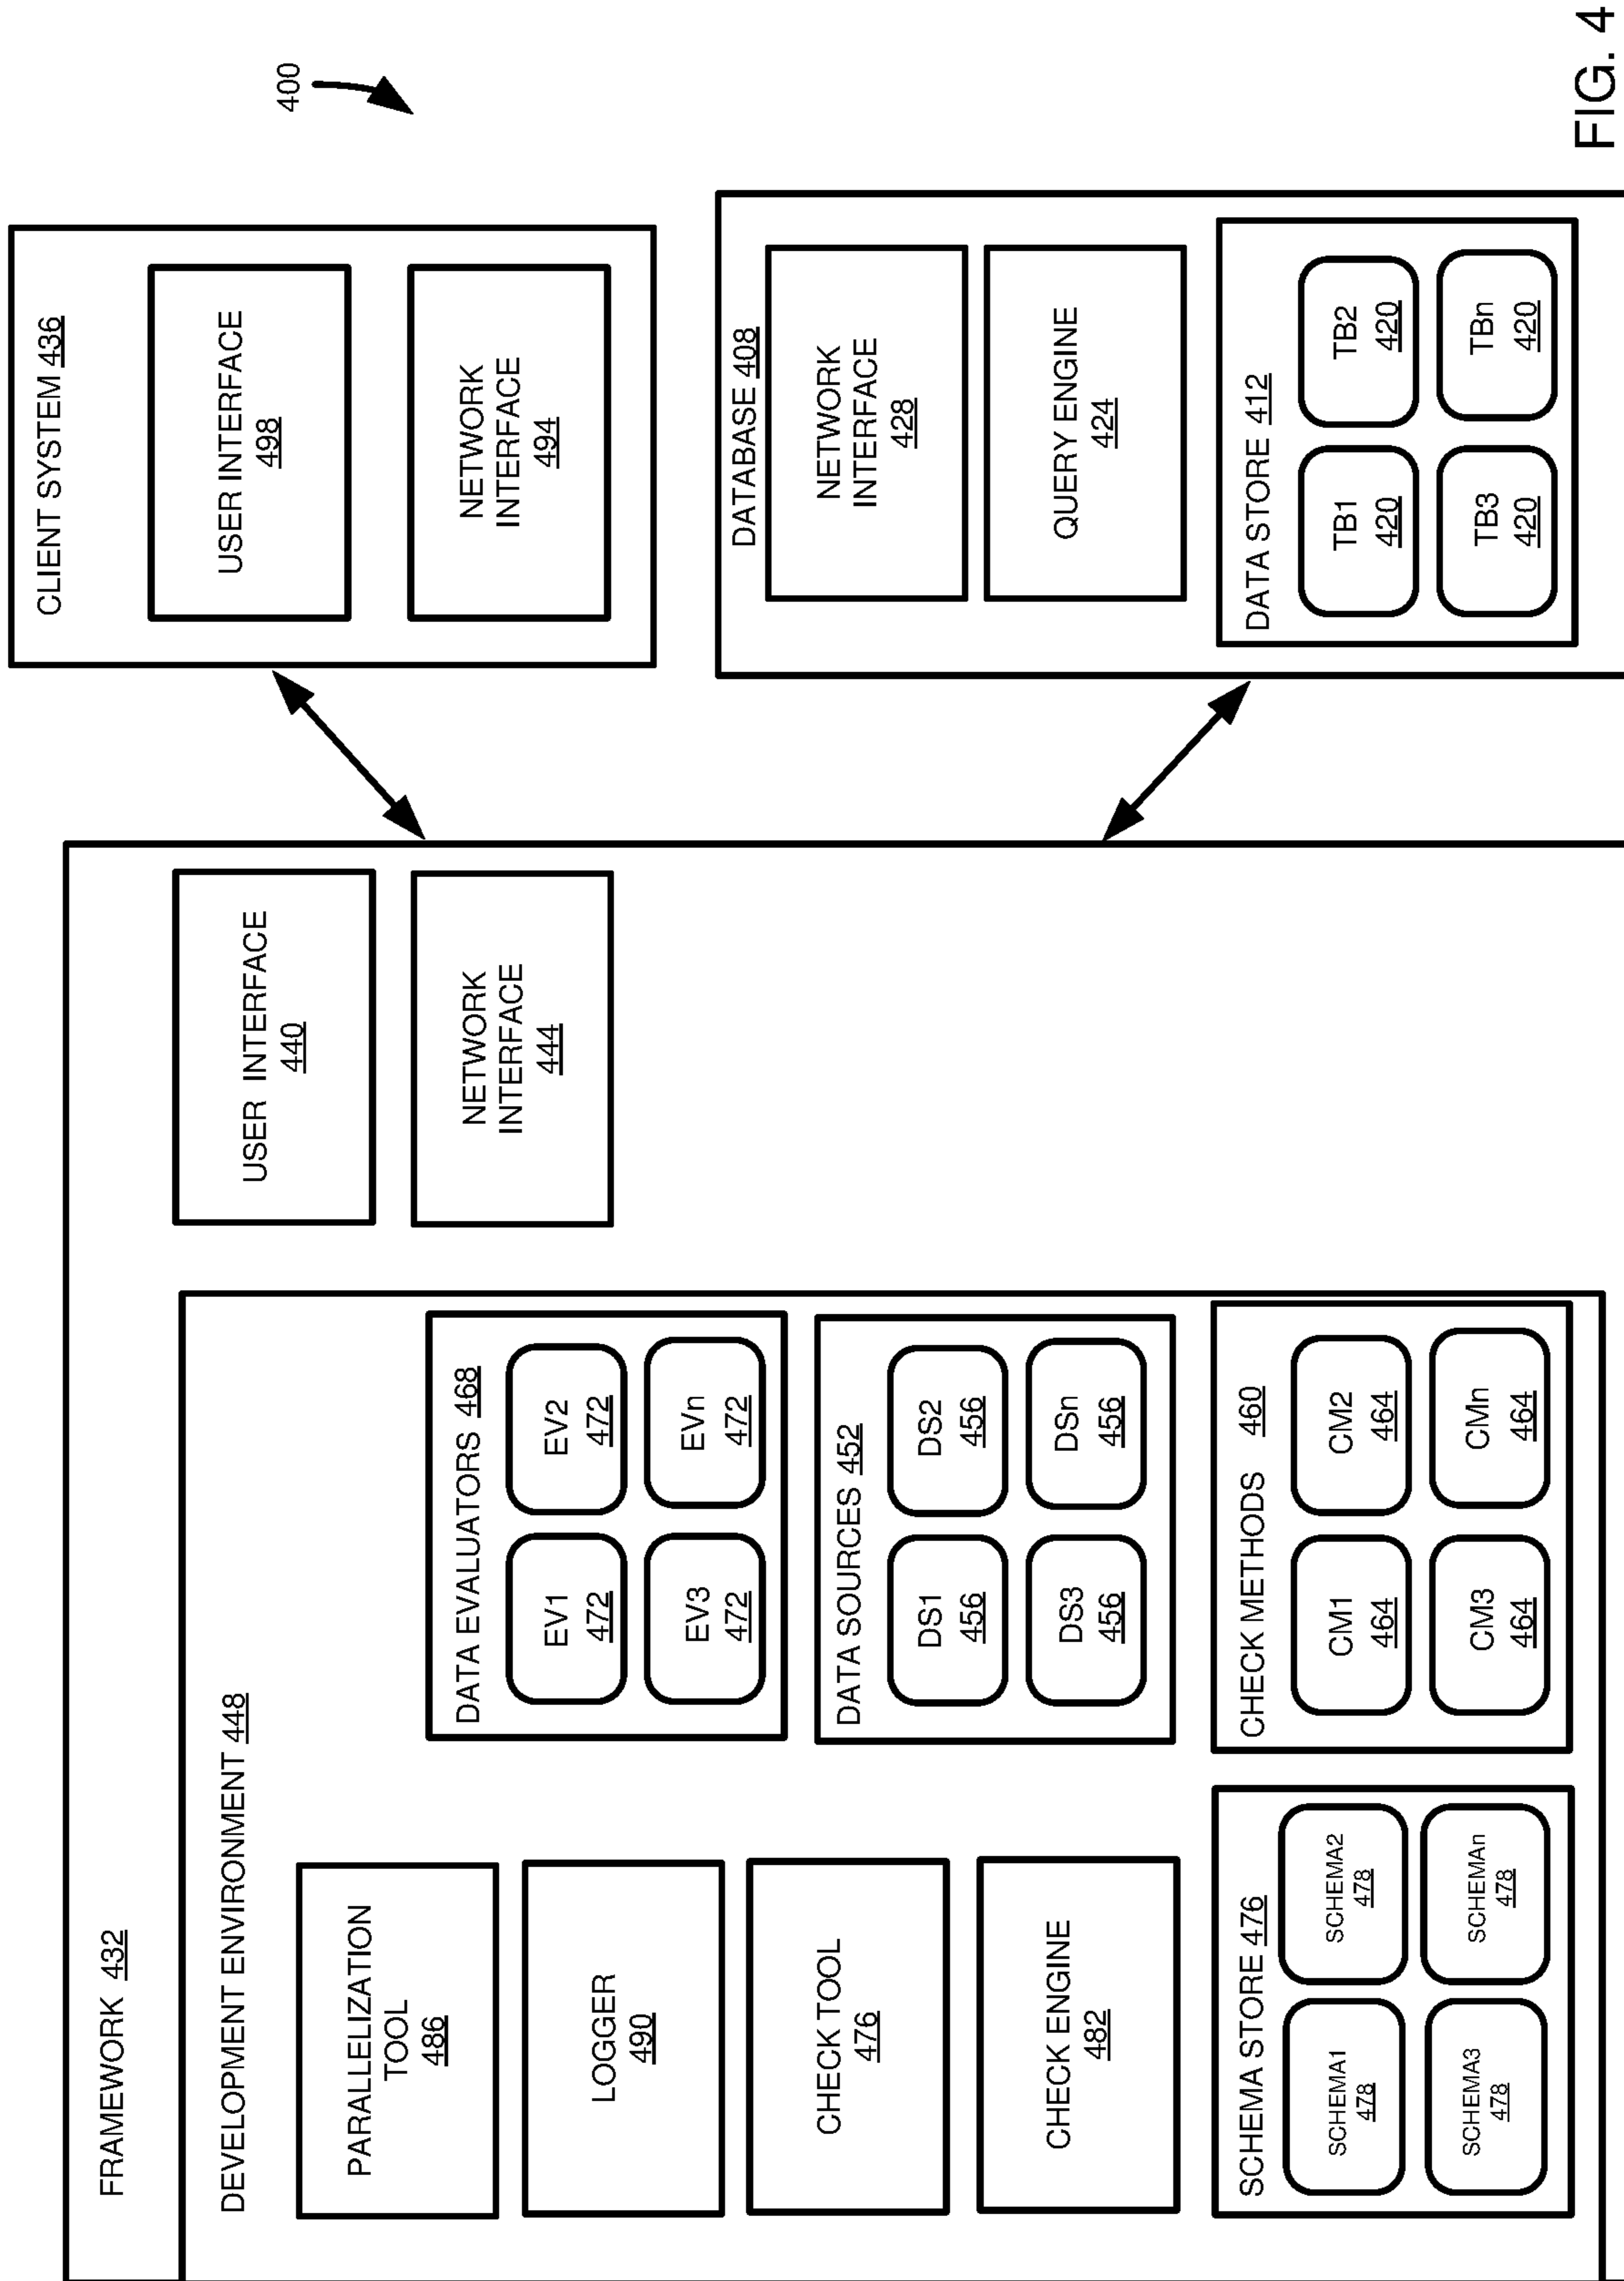 400
FRAMEWORK 432
DEVELOPMENT ENVIRONMENT 448
PARALLELIZATION
TOOL
486
LOGGER
490
CHECK TOOL
476
CHECK ENGINE
482
SCHEMA STORE 476
SCHEMA1
478
SCHEMA2
478
SCHEMA3
478
SCHEMAn
478
DATA EVALUATORS 468
EV1
472
EV2
472
EV3
472
EVn
472
DATA SOURCES 452
DS1
456
DS2
456
DS3
456
DSn
456
CHECK METHODS 460
CM1
464
CM2
464
CM3
464
CMn
464
USER INTERFACE
440
NETWORK
INTERFACE
444
CLIENT SYSTEM 436
USER INTERFACE
498
NETWORK
INTERFACE
494
DATABASE 408
NETWORK
INTERFACE
428
QUERY ENGINE
424
DATA STORE 412
TB1
420
TB2
420
TB3
420
TBn
420
FIG. 4